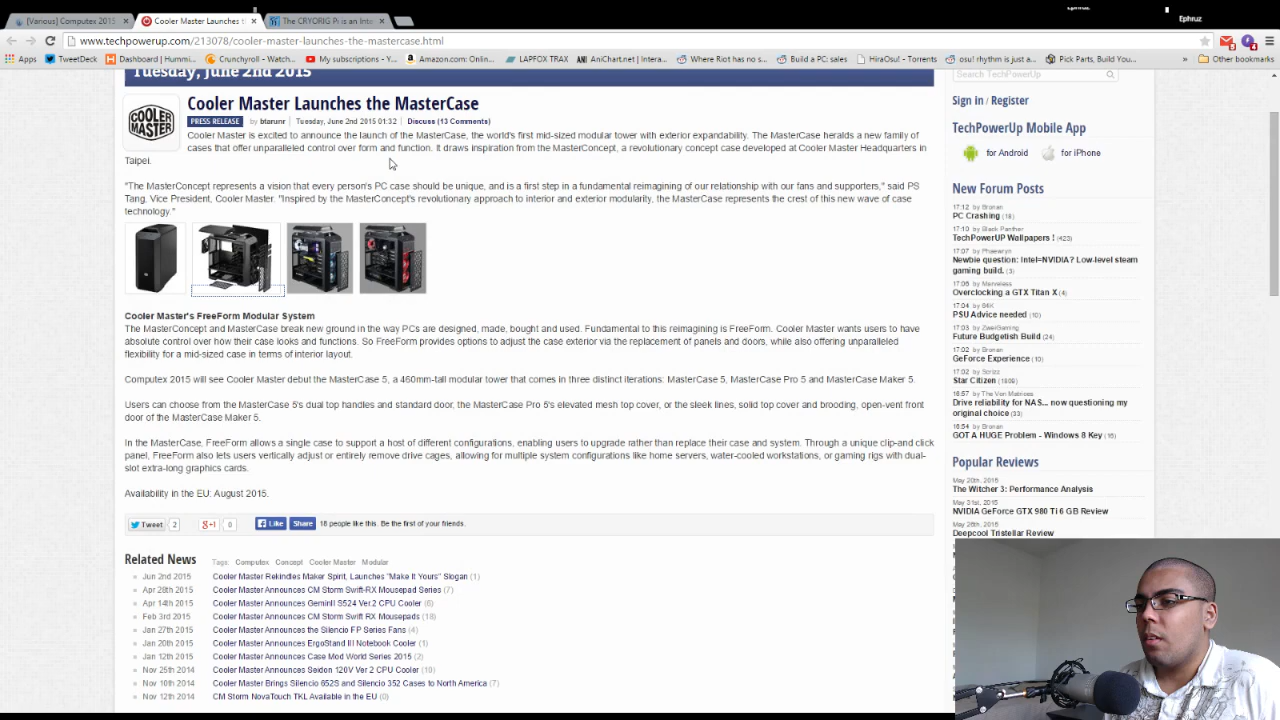 Ephruz
Ephruz
[Various] Computex 2015
Cooler Master Launches t
The CRYORIG Pi is an Inte
www.techpowerup.com/213078/cooler-master-launches-the-mastercase.html
Apps
TweetDeck
Dashboard | Hummi...
Crunchyroll - Watch...
My subscriptions - Y...
Amazon.com: Onlin...
LAPFOX TRAX
AniChart.net | Intera...
Where Riot has no s...
Build a PC: sales
HiraOsu! - Torrents
osu! rhythm is just d...
Pick Parts, Build You...
»
Other bookmarks
Tuesday, June 2nd 2015
Search TechPowerUp
Cooler Master Launches the MasterCase
COOLER
MASTER
PRESS RELEASE by btarunr Tuesday, June 2nd 2015 01:32 Discuss (13 Comments)
Cooler Master is excited to announce the launch of the MasterCase, the world's first mid-sized modular tower with exterior expandability. The MasterCase heralds a new family of
cases that offer unparalleled control over form and function. It draws inspiration from the MasterConcept, a revolutionary concept case developed at Cooler Master Headquarters in
Taipei.
"The MasterConcept represents a vision that every person's PC case should be unique, and is a first step in a fundamental reimagining of our relationship with our fans and supporters," said PS
Tang, Vice President, Cooler Master. "Inspired by the MasterConcept's revolutionary approach to interior and exterior modularity, the MasterCase represents the crest of this new wave of case
technology."
Cooler Master's FreeForm Modular System
The MasterConcept and MasterCase break new ground in the way PCs are designed, made, bought and used. Fundamental to this reimagining is FreeForm. Cooler Master wants users to have
absolute control over how their case looks and functions. So FreeForm provides options to adjust the case exterior via the replacement of panels and doors, while also offering unparalleled
flexibility for a mid-sized case in terms of interior layout.
Computex 2015 will see Cooler Master debut the MasterCase 5, a 460mm-tall modular tower that comes in three distinct iterations: MasterCase 5, MasterCase Pro 5 and MasterCase Maker 5.
Users can choose from the MasterCase 5's dual top handles and standard door, the MasterCase Pro 5's elevated mesh top cover, or the sleek lines, solid top cover and brooding, open-vent front
door of the MasterCase Maker 5.
In the MasterCase, FreeForm allows a single case to support a host of different configurations, enabling users to upgrade rather than replace their case and system. Through a unique clip-and click
panel, FreeForm also lets users vertically adjust or entirely remove drive cages, allowing for multiple system configurations like home servers, water-cooled workstations, or gaming rigs with dual-
slot extra-long graphics cards.
Availability in the EU: August 2015.
Tweet 2 g+1 0 Like Share 18 people like this. Be the first of your friends.
Related News
Tags: Computex Concept Cooler Master Modular
Jun 2nd 2015 Cooler Master Rekindles Maker Spirit, Launches "Make It Yours" Slogan (1)
Apr 28th 2015 Cooler Master Announces CM Storm Swift-RX Mousepad Series (7)
Apr 14th 2015 Cooler Master Announces GeminII S524 Ver.2 CPU Cooler (6)
Feb 3rd 2015 Cooler Master Announces CM Storm Swift RX Mousepads (18)
Jan 27th 2015 Cooler Master Announces the Silencio FP Series Fans (4)
Jan 20th 2015 Cooler Master Announces ErgoStand III Notebook Cooler (1)
Jan 12th 2015 Cooler Master Announces Case Mod World Series 2015 (2)
Nov 25th 2014 Cooler Master Announces Seidon 120V Ver 2 CPU Cooler (10)
Nov 10th 2014 Cooler Master Brings Silencio 652S and Silencio 352 Cases to North America (7)
Nov 12th 2014 CM Storm NovaTouch TKL Available in the EU (0)
Sign in / Register
TechPowerUp Mobile App
for Android
for iPhone
New Forum Posts
17:12 by Bronan
PC Crashing (18)
17:10 by Black Panther
TechPowerUP Wallpapers ! (423)
17:07 by
Newbie question: Intel+NVIDIA? Low-level steam
gaming build. (3)
17:06 by
Overclocking a GTX Titan X (4)
17:04 by
PSU Advice needed (10)
17:03 by ZwerGaming
Future Budgetish Build (24)
17:02 by Bronan
GeForce Experience (10)
17:02 by
Star Citizen (1809)
16:57 by The Von Matrices
Drive reliability for NAS... now questioning my
original choice (33)
16:54 by Bronan
GOT A HUGE Problem - Windows 8 Key (16)
Popular Reviews
May 20th, 2015
The Witcher 3: Performance Analysis
May 31st, 2015
NVIDIA GeForce GTX 980 Ti 6 GB Review
May 26th, 2015
Deepcool Tristellar Review